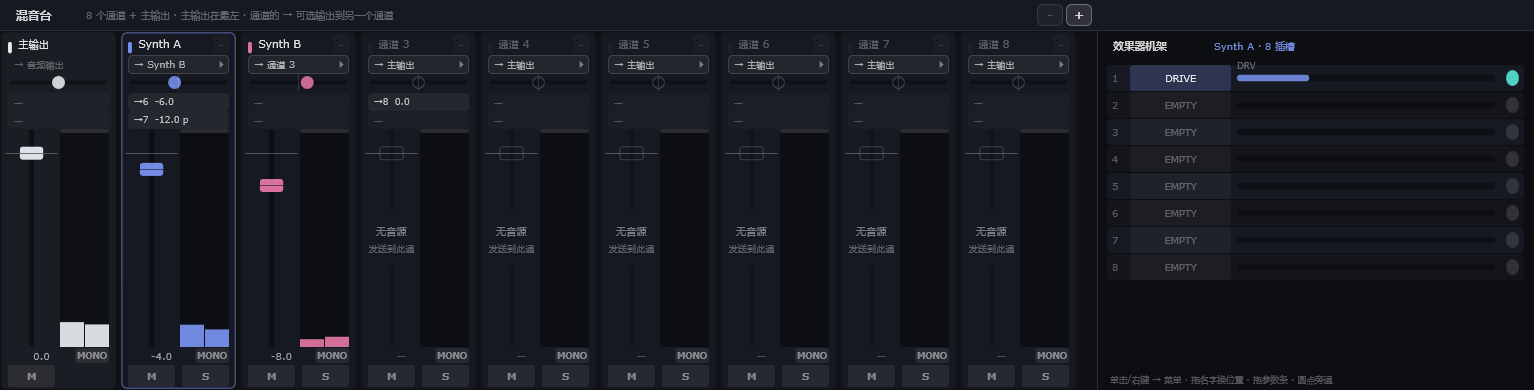 混音台
8 个通道 + 主输出 · 主输出在最左 · 通道的 → 可选输出到另一个通道
-
+
主输出
→ 音频输出
—
—
0.0
MONO
M
Synth A
-
→ Synth B
→6 -6.0
→7 -12.0 p
-4.0
MONO
M S
Synth B
-
→ 通道 3
—
—
-8.0
MONO
M S
通道 3
-
→ 主输出
→8 0.0
无音源
发送到此通
—
MONO
M S
通道 4
-
→ 主输出
—
—
无音源
发送到此通
—
MONO
M S
通道 5
-
→ 主输出
—
—
无音源
发送到此通
—
MONO
M S
通道 6
-
→ 主输出
—
—
无音源
发送到此通
—
MONO
M S
通道 7
-
→ 主输出
—
—
无音源
发送到此通
—
MONO
M S
通道 8
-
→ 主输出
—
—
无音源
发送到此通
—
MONO
M S
效果器机架 Synth A · 8 插槽
DRV
1 DRIVE
2 EMPTY
3 EMPTY
4 EMPTY
5 EMPTY
6 EMPTY
7 EMPTY
8 EMPTY
单击/右键 → 菜单 · 拖名字换位置 · 拖参数条 · 圆点旁通